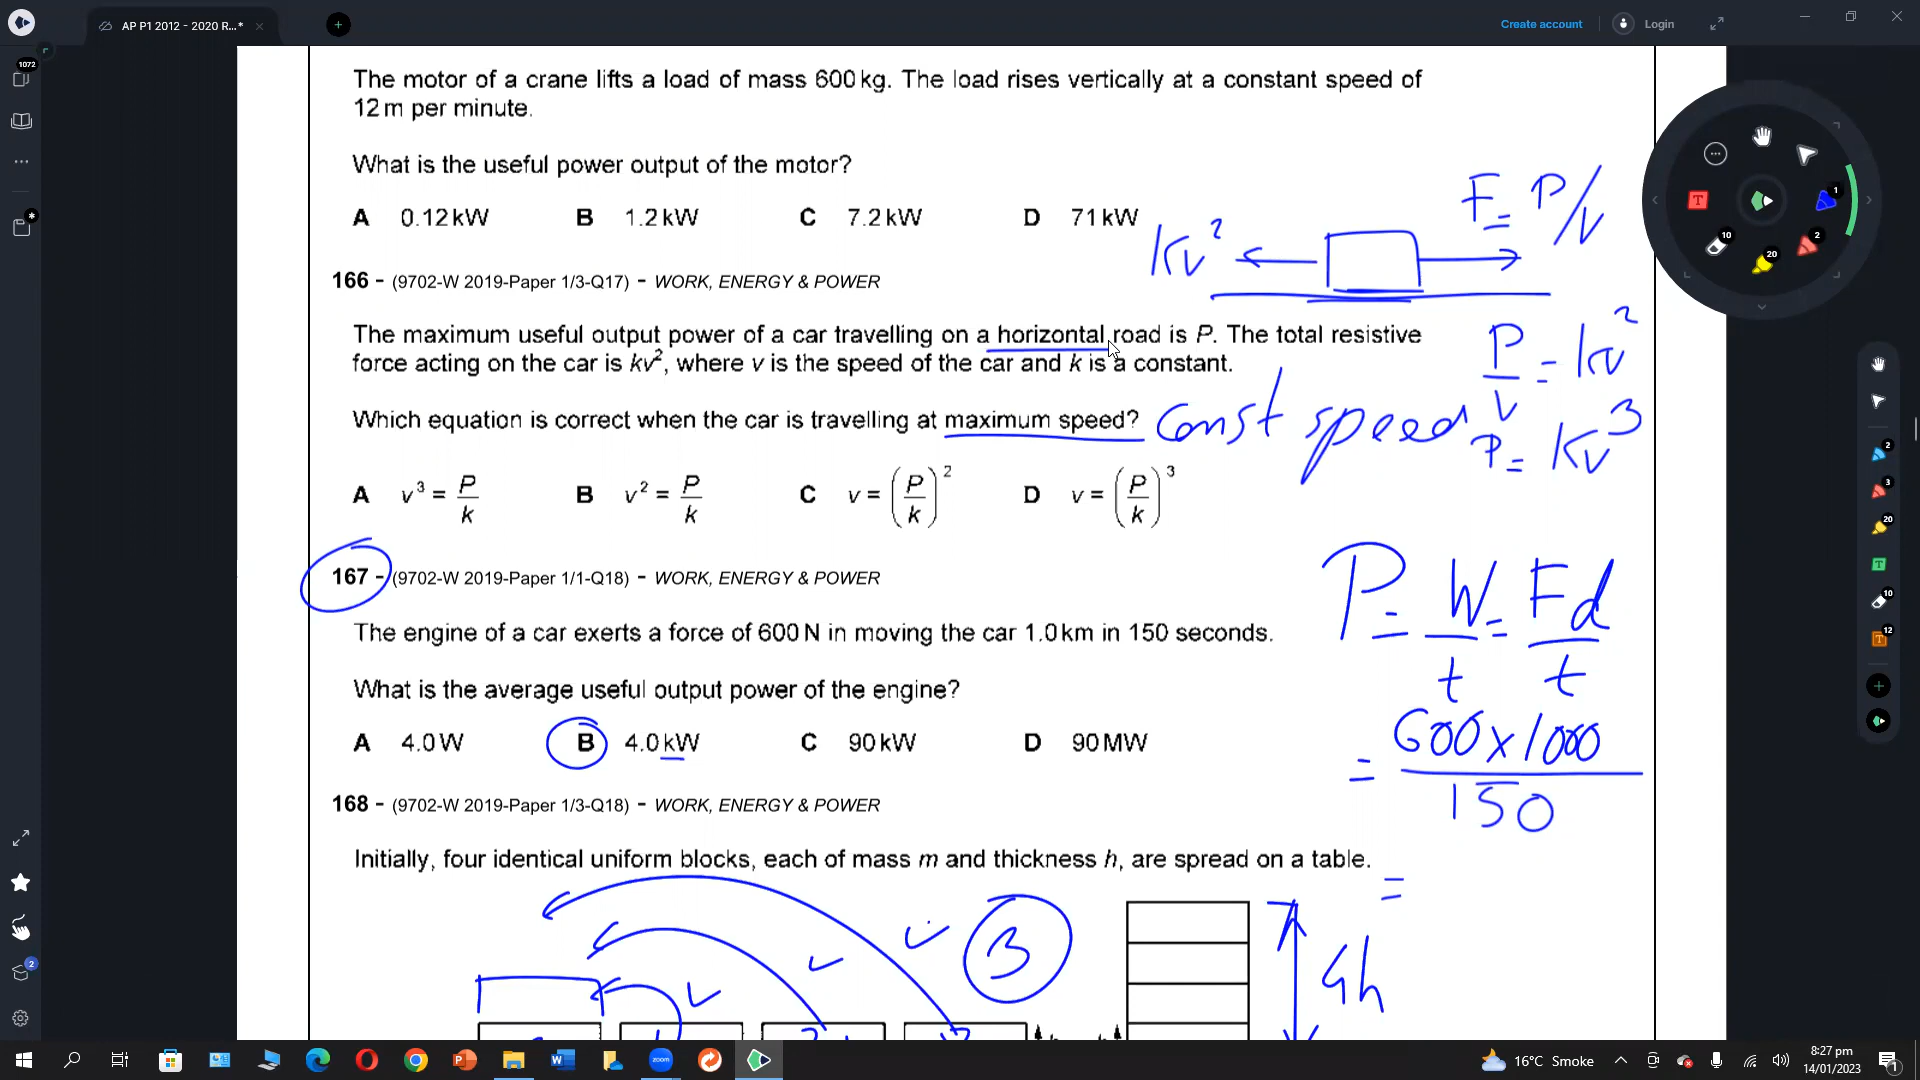 AP P1 2012 - 2020 R...*
Create account
Login
1072
The motor of a crane lifts a load of mass 600 kg. The load rises vertically at a constant speed of
12 m per minute.
What is the useful power output of the motor?
A 0.12 kW B 1.2 kW C 7.2 kW D 71 kW
kv²
F = P/v
166 - (9702-W 2019-Paper 1/3-Q17) - WORK, ENERGY & POWER
The maximum useful output power of a car travelling on a horizontal road is P. The total resistive
force acting on the car is kv², where v is the speed of the car and k is a constant.
P/v = kv²
Which equation is correct when the car is travelling at maximum speed?
Const speed
P = Kv³
A v³ = P/k B v² = P/k C v = (P/k)² D v = (P/k)³
167 - (9702-W 2019-Paper 1/1-Q18) - WORK, ENERGY & POWER
The engine of a car exerts a force of 600 N in moving the car 1.0 km in 150 seconds.
P = W/t = Fd/t
What is the average useful output power of the engine?
A 4.0 W B 4.0 kW C 90 kW D 90 MW
= 600 x 1000 / 150
=
168 - (9702-W 2019-Paper 1/3-Q18) - WORK, ENERGY & POWER
Initially, four identical uniform blocks, each of mass m and thickness h, are spread on a table.
3
4h
16°C Smoke
8:27 pm
14/01/2023